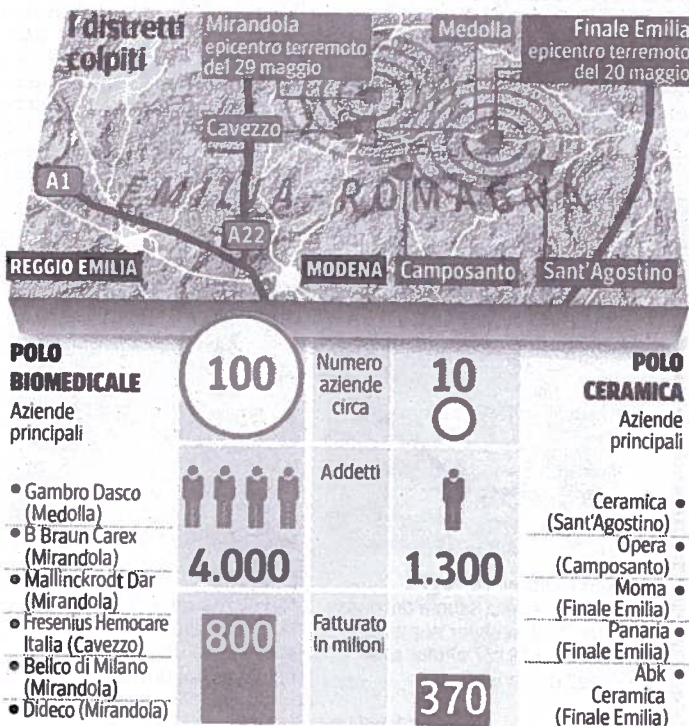 I distretti
colpiti
Mirandola
epicentro terremoto
del 29 maggio
Medolla
Finale Emilia
epicentro terremoto
del 20 maggio
Cavezzo
A1
EMILIA-ROMAGNA
A22
REGGIO EMILIA
MODENA
Camposanto
Sant'Agostino
POLO
BIOMEDICALE
Aziende
principali
• Gambro Dasco
(Medolla)
• B Braun Carex
(Mirandola)
• Mallinckrodt Dar
(Mirandola)
• Fresenius Hemocare
Italia (Cavezzo)
• Bellco di Milano
(Mirandola)
• Dideco (Mirandola)
100
Numero
aziende
circa
10
Addetti
4.000
1.300
Fatturato
in milioni
800
370
POLO
CERAMICA
Aziende
principali
Ceramica •
(Sant'Agostino)
Opera •
(Camposanto)
Moma •
(Finale Emilia)
Panaria •
(Finale Emilia)
Abk •
Ceramica
(Finale Emilia)